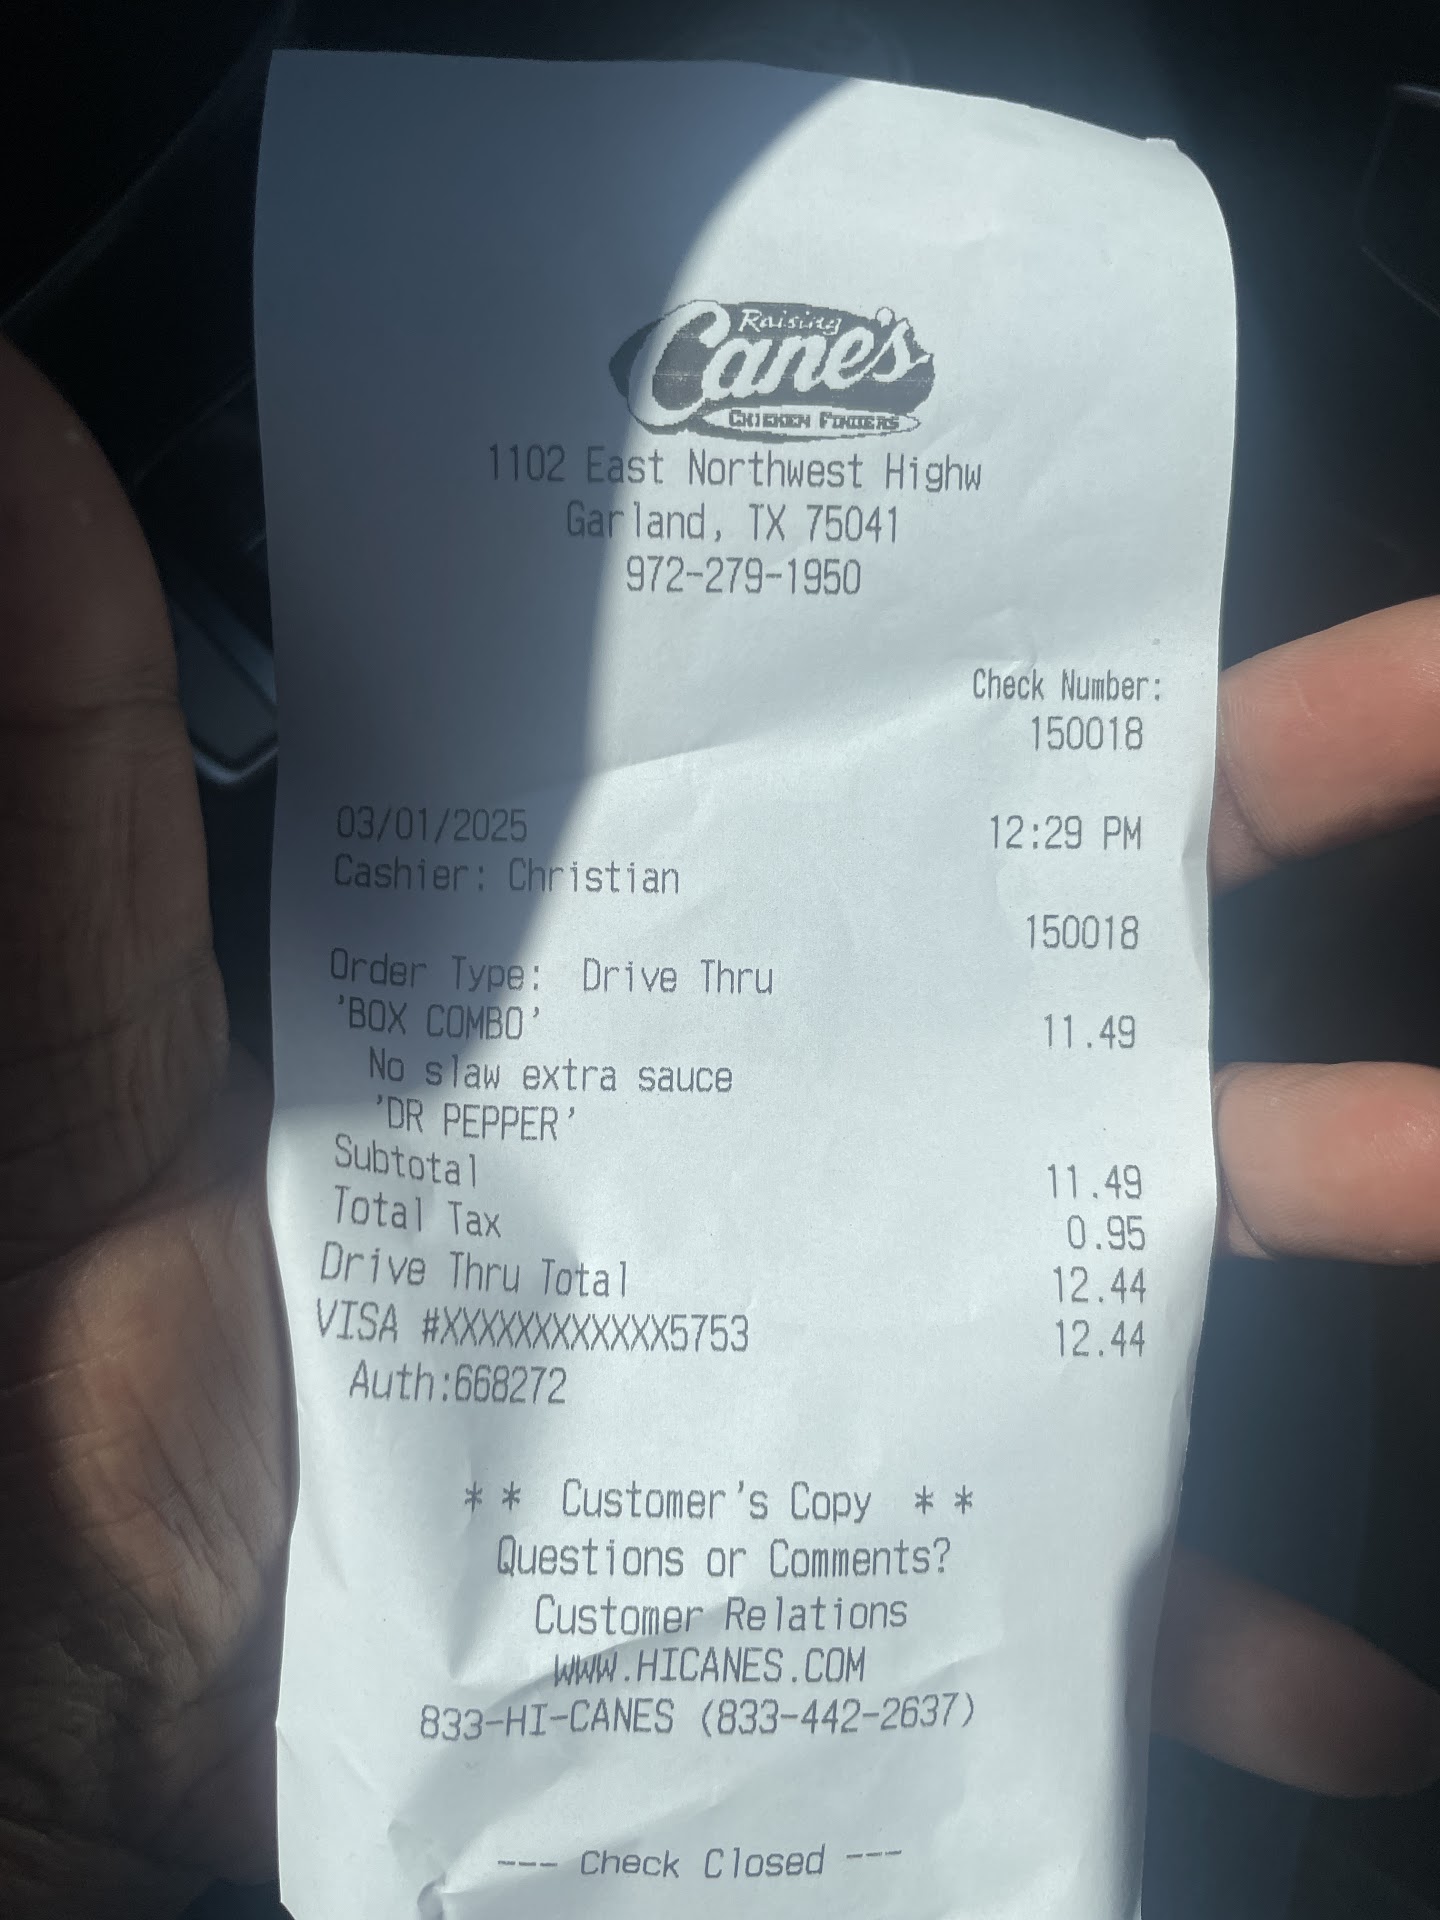 Raising
Cane's
CHICKEN FINGERS
1102 East Northwest Highw
Garland, TX 75041
972-279-1950
Check Number:
150018
03/01/2025 12:29 PM
Cashier: Christian
150018
Order Type: Drive Thru
'BOX COMBO' 11.49
No slaw extra sauce
'DR PEPPER'
Subtotal 11.49
Total Tax 0.95
Drive Thru Total 12.44
VISA #XXXXXXXXXXXX5753 12.44
Auth:668272
* * Customer's Copy * *
Questions or Comments?
Customer Relations
WWW.HICANES.COM
833-HI-CANES (833-442-2637)
--- Check Closed ---